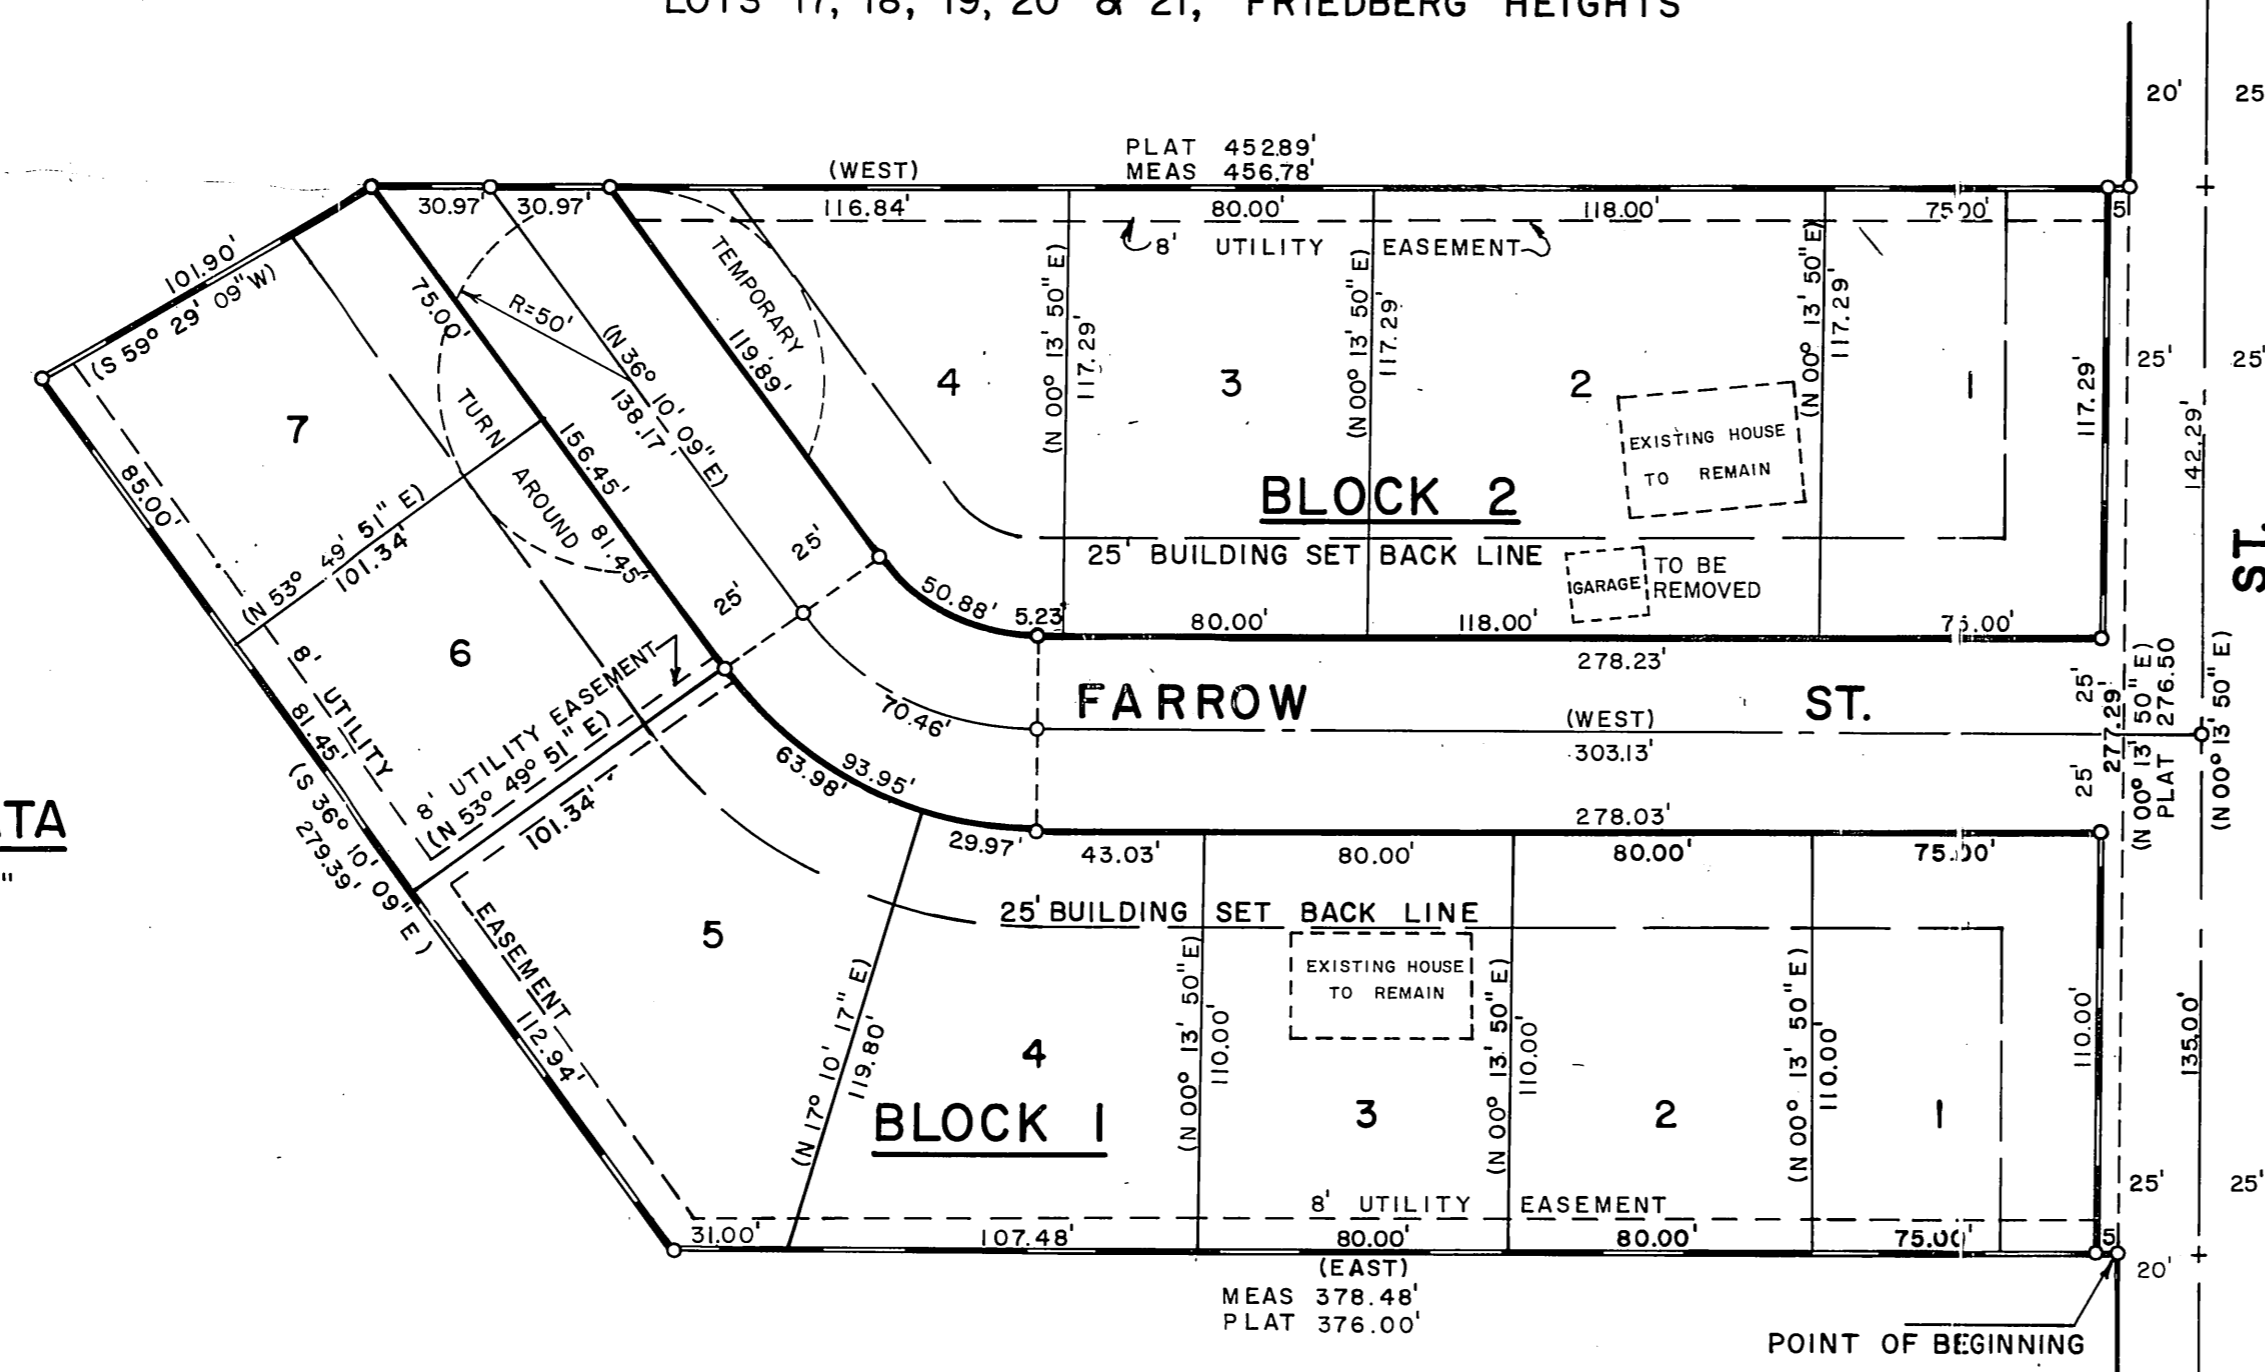 LOTS 17, 18, 19, 20 & 21, FRIEDBERG HEIGHTS
20'
25
PLAT 452.89'
MEAS 456.78'
(WEST)
30.97'
30.97'
116.84'
80.00'
118.00'
75.00'
5'
8' UTILITY EASEMENT
101.90'
(S 59° 29' 09" W)
75.00'
R=50'
TEMPORARY
119.89'
(N 36° 10' 09" E)
138.17'
TURN
AROUND
156.45'
81.45'
4
3
2
1
(N 00° 13' 50" E)
117.29'
(N 00° 13' 50" E)
117.29'
(N 00° 13' 50" E)
117.29'
117.29'
25'
25'
142.29'
ST.
EXISTING HOUSE
TO REMAIN
BLOCK 2
25' BUILDING SET BACK LINE
GARAGE
TO BE
REMOVED
7
85.00'
(N 53° 49' 51" E)
101.34'
25'
25'
50.88'
5.23'
80.00'
118.00'
75.00'
278.23'
6
8' UTILITY
81.45'
8' UTILITY EASEMENT
(N 53° 49' 51" E)
101.34'
(S 36° 10' 09" E)
279.39'
FARROW ST.
70.46'
(WEST)
303.13'
25'
25'
277.29'
(N 00° 13' 50" E)
PLAT 276.50
(N 00° 13' 50" E)
93.95'
63.98'
278.03'
29.97'
43.03'
80.00'
80.00'
75.00'
TA
"
25' BUILDING SET BACK LINE
EXISTING HOUSE
TO REMAIN
EASEMENT
112.94'
5
4
3
2
1
(N 17° 10' 17" E)
119.80'
(N 00° 13' 50" E)
110.00'
(N 00° 13' 50" E)
110.00'
(N 00° 13' 50" E)
110.00'
110.00'
135.00'
BLOCK 1
25'
25'
8' UTILITY EASEMENT
31.00'
107.48'
80.00'
80.00'
75.00'
5
(EAST)
MEAS 378.48'
PLAT 376.00'
20'
POINT OF BEGINNING